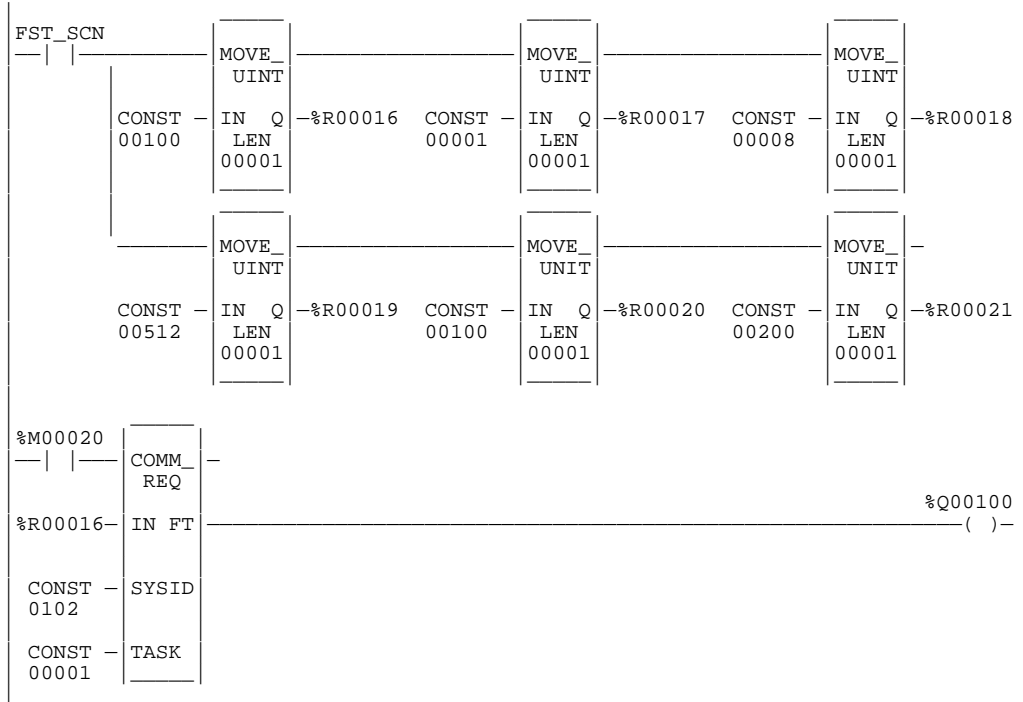 FST_SCN
MOVE_ MOVE_ MOVE_
UINT UINT UINT
CONST IN Q %R00016 CONST IN Q %R00017 CONST IN Q %R00018
00100 LEN 00001 LEN 00008 LEN
00001 00001 00001
MOVE_ MOVE_ MOVE_
UINT UNIT UNIT
CONST IN Q %R00019 CONST IN Q %R00020 CONST IN Q %R00021
00512 LEN 00100 LEN 00200 LEN
00001 00001 00001
%M00020
COMM_
REQ
%Q00100
%R00016 IN FT ( )
CONST SYSID
0102
CONST TASK
00001